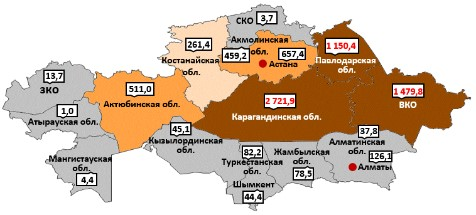 СКО
3,7
Акмолинская
обл.
459,2
657,4
Астана
261,4
Костанайская
обл.
1 150,4
Павлодарская
обл.
13,7
ЗКО
511,0
Актюбинская обл.
1,0
Атырауская обл.
2 721,9
Карагандинская обл.
1 479,8
ВКО
45,1
Кызылординская
обл.
Мангистауская
обл.
4,4
82,2
Туркестанская
обл.
Шымкент
44,4
Жамбылская
обл.
78,5
37,8
Алматинская
обл.
126,1
Алматы